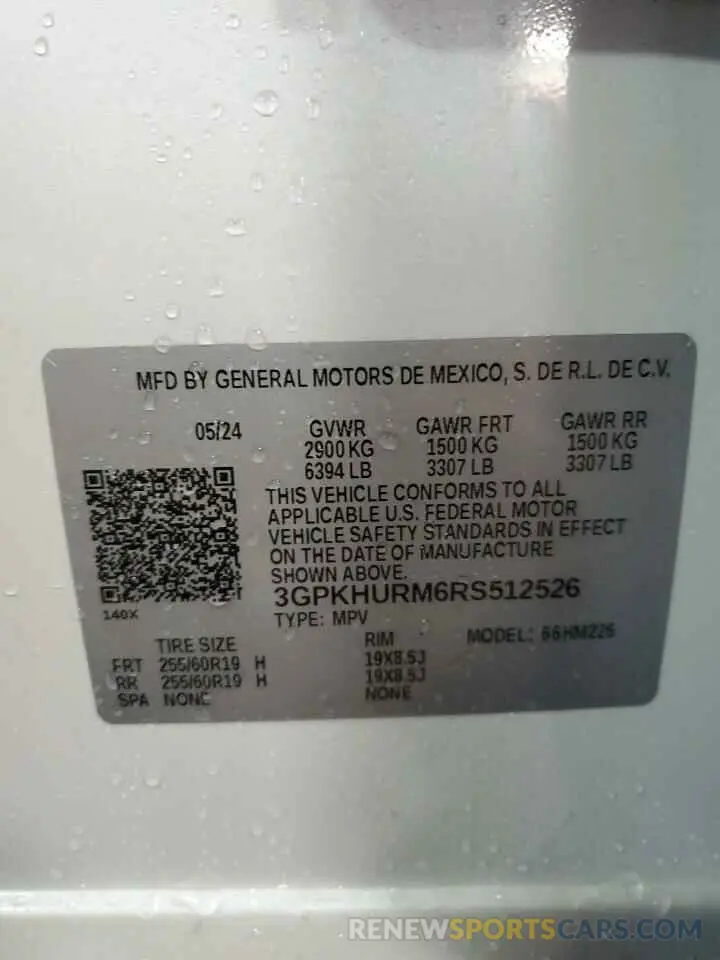 MFD BY GENERAL MOTORS DE MEXICO, S. DE R.L. DE C.V.
05/24 GVWR GAWR FRT GAWR RR
2900 KG 1500 KG 1500 KG
6394 LB 3307 LB 3307 LB
THIS VEHICLE CONFORMS TO ALL
APPLICABLE U.S. FEDERAL MOTOR
VEHICLE SAFETY STANDARDS IN EFFECT
ON THE DATE OF MANUFACTURE
SHOWN ABOVE.
3GPKHURM6RS512526
140X
TYPE: MPV
TIRE SIZE RIM MODEL: 66HM226
FRT 255/60R19 H 19X8.5J
RR 255/60R19 H 19X8.5J
SPA NONE NONE
RENEWSPORTSCARS.COM